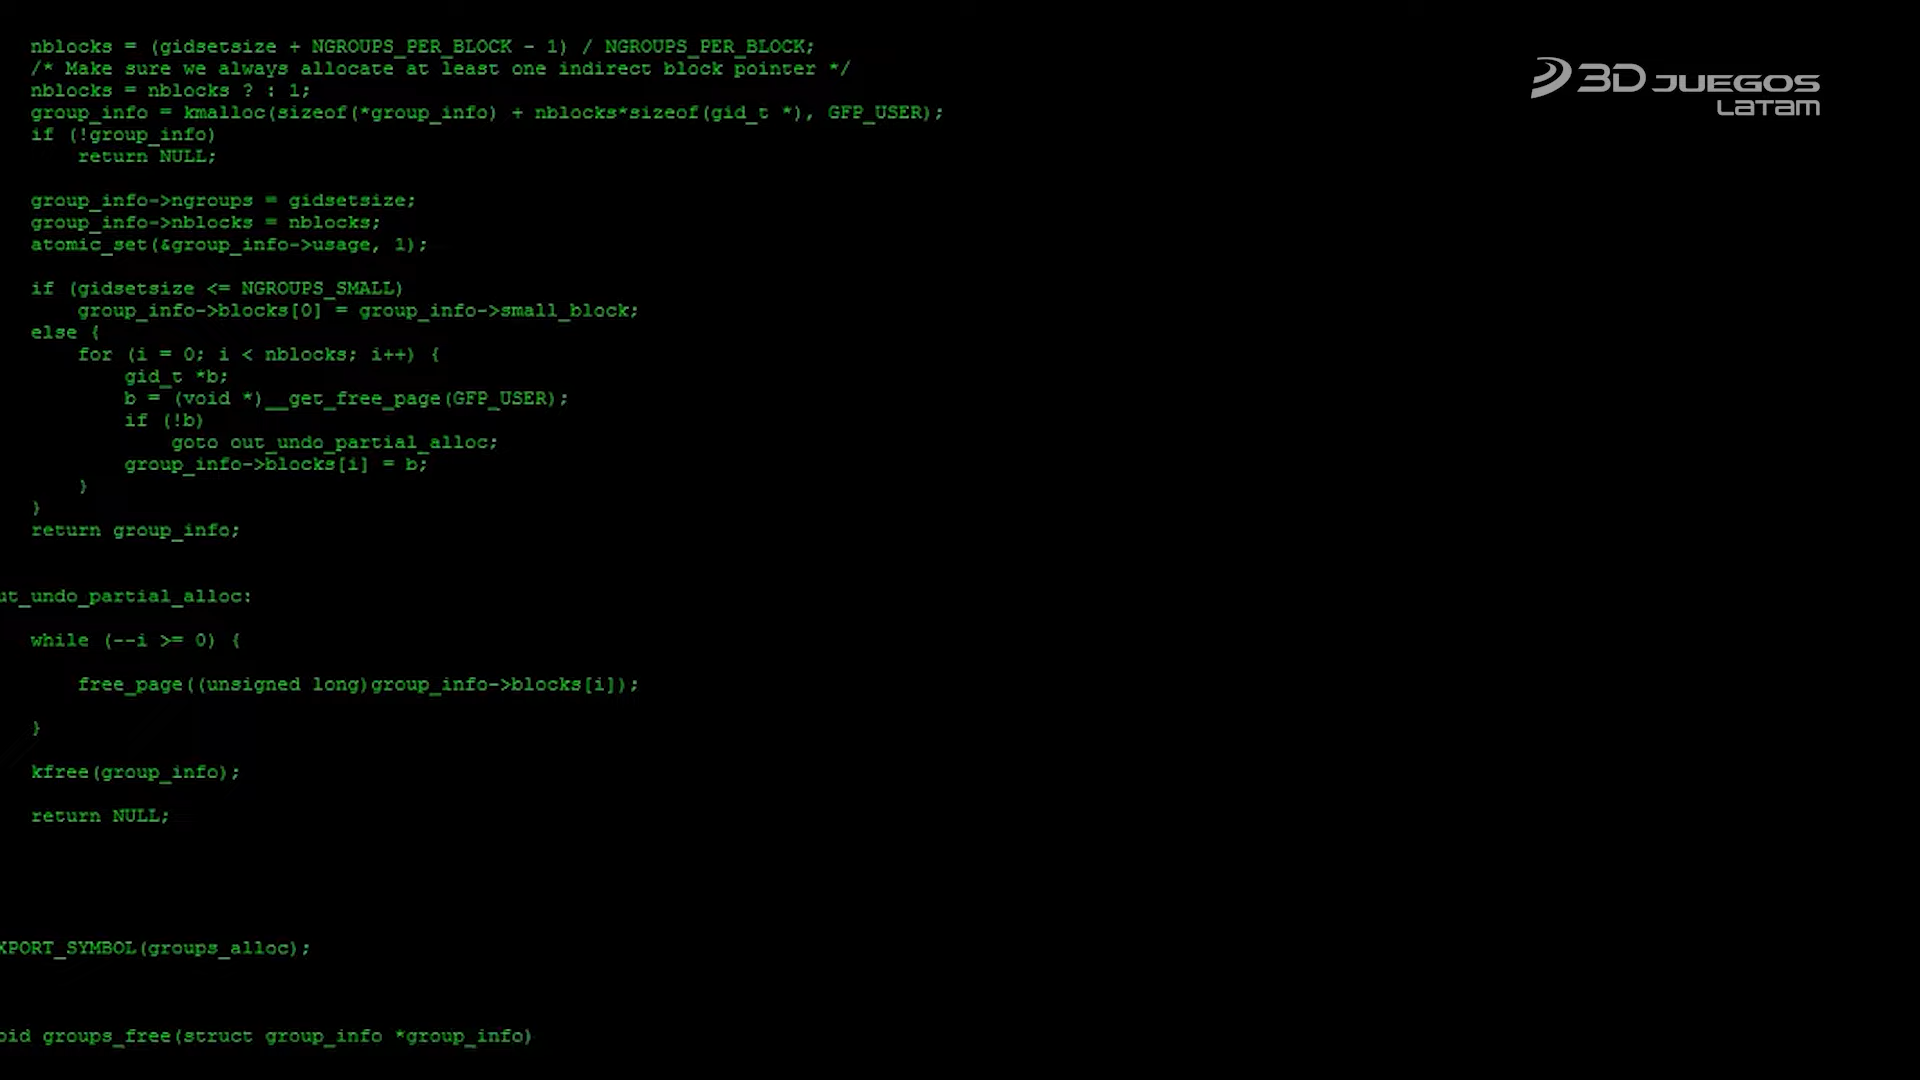 nblocks = (gidsetsize + NGROUPS_PER_BLOCK - 1) / NGROUPS_PER_BLOCK;
/* Make sure we always allocate at least one indirect block pointer */
nblocks = nblocks ? : 1;
group_info = kmalloc(sizeof(*group_info) + nblocks*sizeof(gid_t *), GFP_USER);
if (!group_info)
return NULL;
group_info->ngroups = gidsetsize;
group_info->nblocks = nblocks;
atomic_set(&group_info->usage, 1);
if (gidsetsize <= NGROUPS_SMALL)
group_info->blocks[0] = group_info->small_block;
else {
for (i = 0; i < nblocks; i++) {
gid_t *b;
b = (void *)__get_free_page(GFP_USER);
if (!b)
goto out_undo_partial_alloc;
group_info->blocks[i] = b;
}
}
return group_info;
ut_undo_partial_alloc:
while (--i >= 0) {
free_page((unsigned long)group_info->blocks[i]);
}
kfree(group_info);
return NULL;
XPORT_SYMBOL(groups_alloc);
oid groups_free(struct group_info *group_info)
3DJUEGOS
LATAM